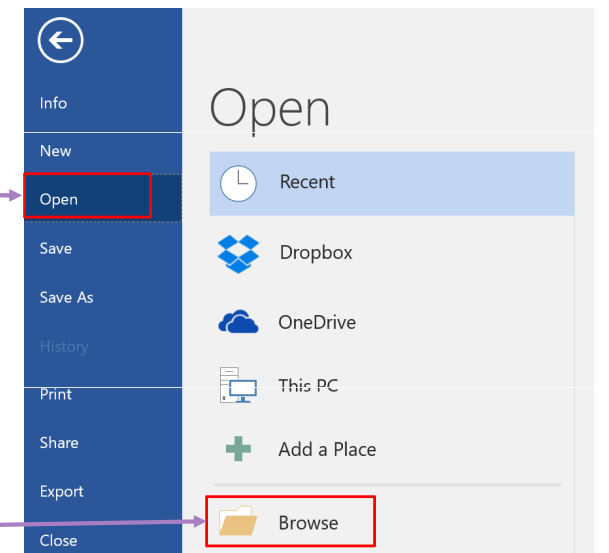 Info
New
Open
Save
Save As
History
Print
Share
Export
Close
Open
Recent
Dropbox
OneDrive
This PC
Add a Place
Browse